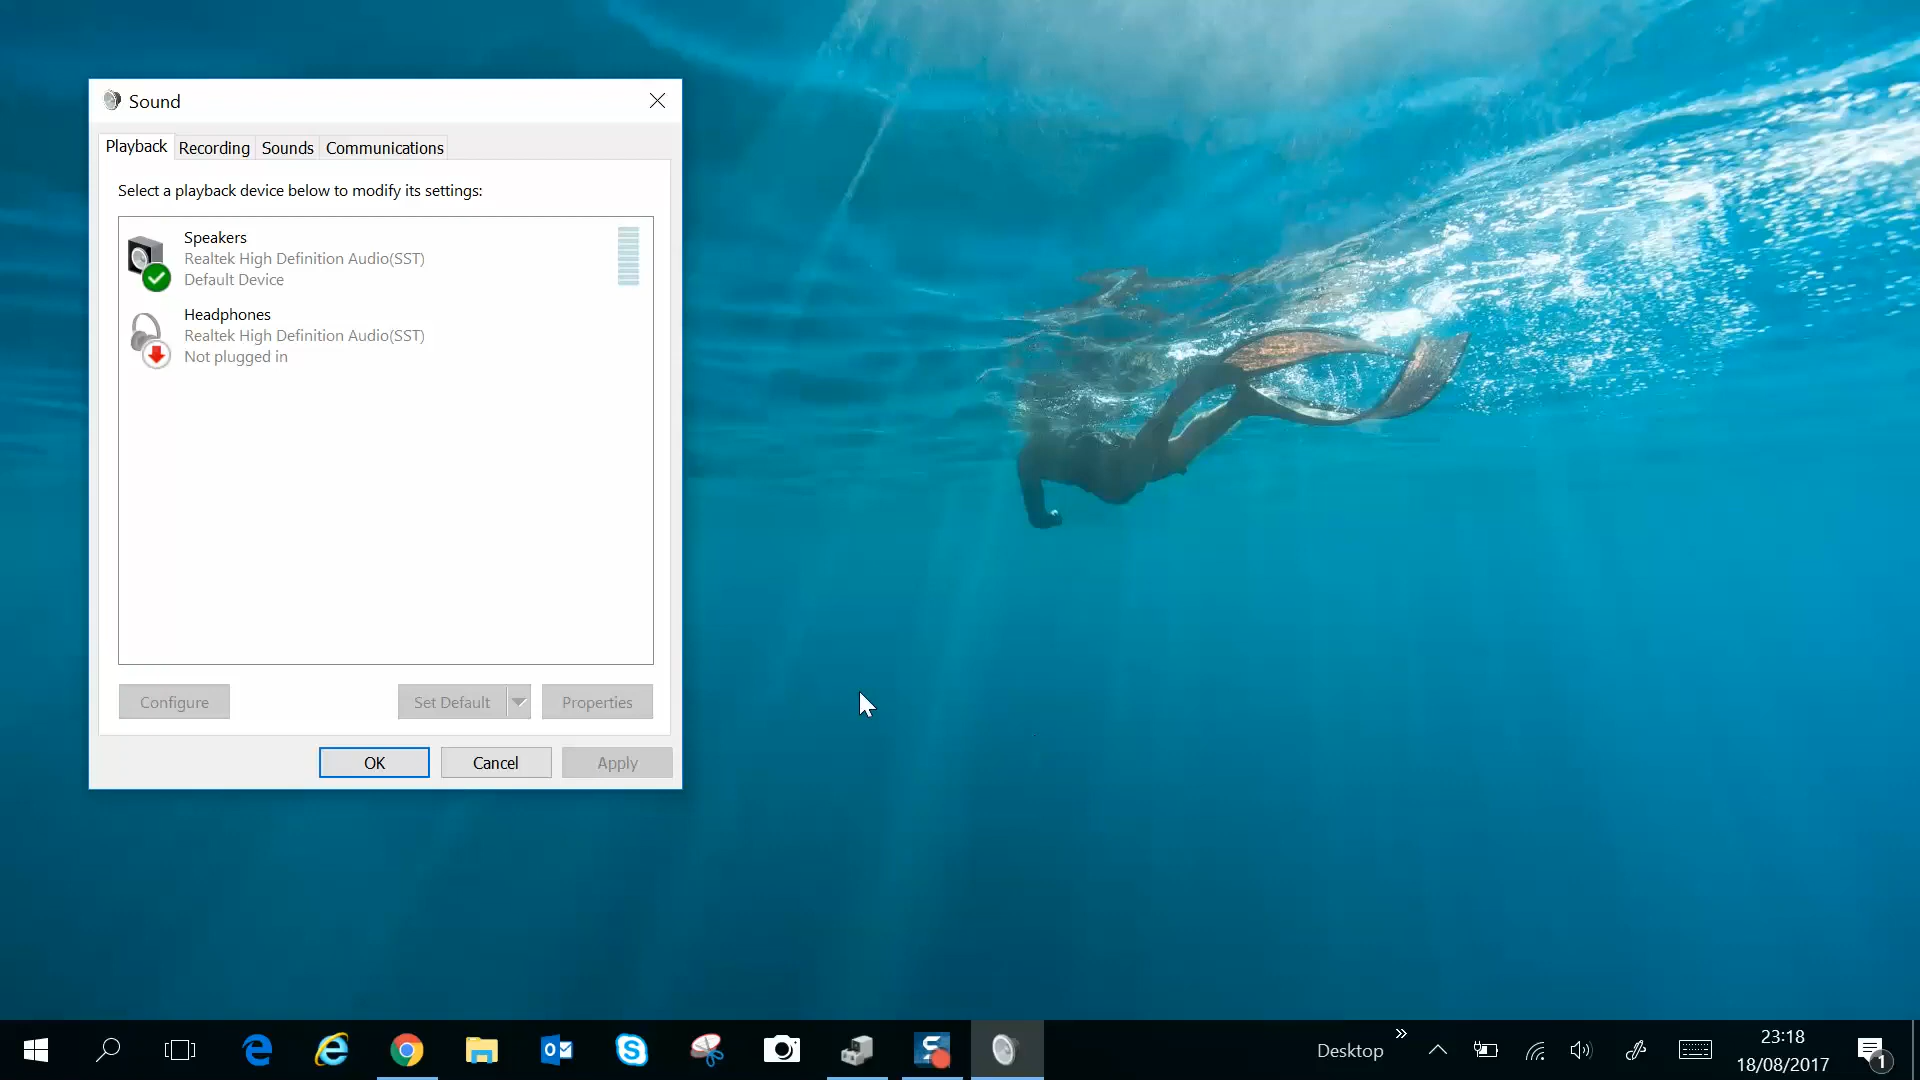 Sound
Playback
Recording
Sounds
Communications
Select a playback device below to modify its settings:
Speakers
Realtek High Definition Audio(SST)
Default Device
Headphones
Realtek High Definition Audio(SST)
Not plugged in
Configure
Set Default
Properties
OK
Cancel
Apply
Desktop
23:18
18/08/2017
1